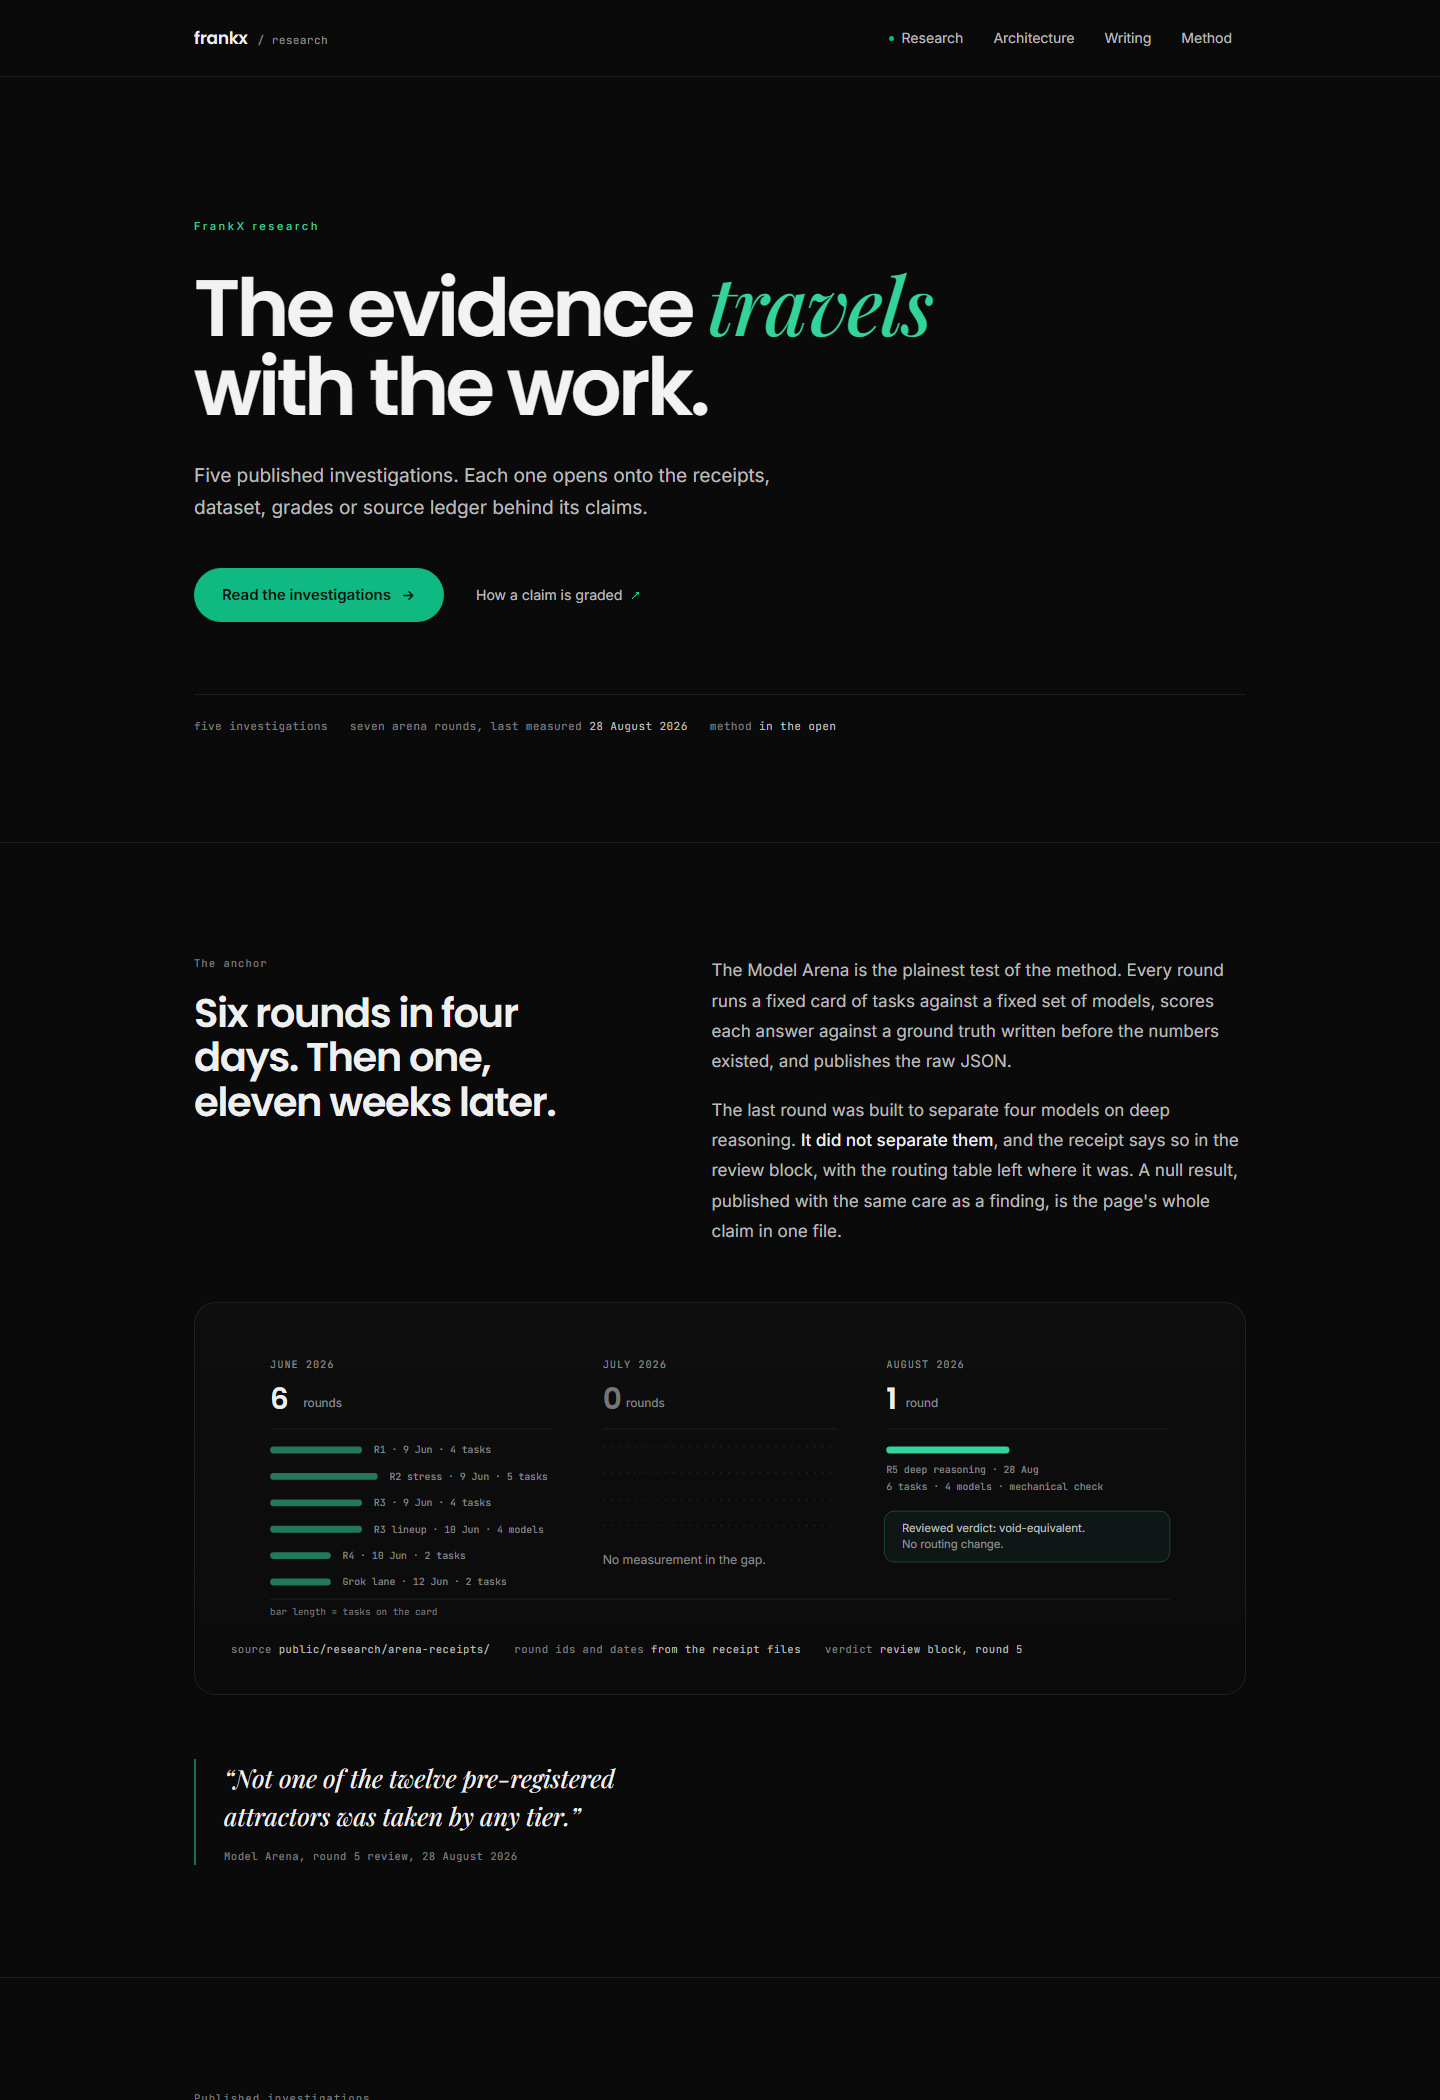 frankx / research
Research Architecture Writing Method
FrankX research
The evidence travels
with the work.
Five published investigations. Each one opens onto the receipts,
dataset, grades or source ledger behind its claims.
Read the investigations →
How a claim is graded ↗
five investigations seven arena rounds, last measured 28 August 2026 method in the open
The anchor
Six rounds in four
days. Then one,
eleven weeks later.
The Model Arena is the plainest test of the method. Every round
runs a fixed card of tasks against a fixed set of models, scores
each answer against a ground truth written before the numbers
existed, and publishes the raw JSON.
The last round was built to separate four models on deep
reasoning. It did not separate them, and the receipt says so in the
review block, with the routing table left where it was. A null result,
published with the same care as a finding, is the page's whole
claim in one file.
JUNE 2026
6 rounds
R1 · 9 Jun · 4 tasks
R2 stress · 9 Jun · 5 tasks
R3 · 9 Jun · 4 tasks
R3 lineup · 10 Jun · 4 models
R4 · 10 Jun · 2 tasks
Grok lane · 12 Jun · 2 tasks
bar length = tasks on the card
JULY 2026
0 rounds
No measurement in the gap.
AUGUST 2026
1 round
R5 deep reasoning · 28 Aug
6 tasks · 4 models · mechanical check
Reviewed verdict: void-equivalent.
No routing change.
source public/research/arena-receipts/ round ids and dates from the receipt files verdict review block, round 5
“Not one of the twelve pre-registered
attractors was taken by any tier.”
Model Arena, round 5 review, 28 August 2026
Published investigations